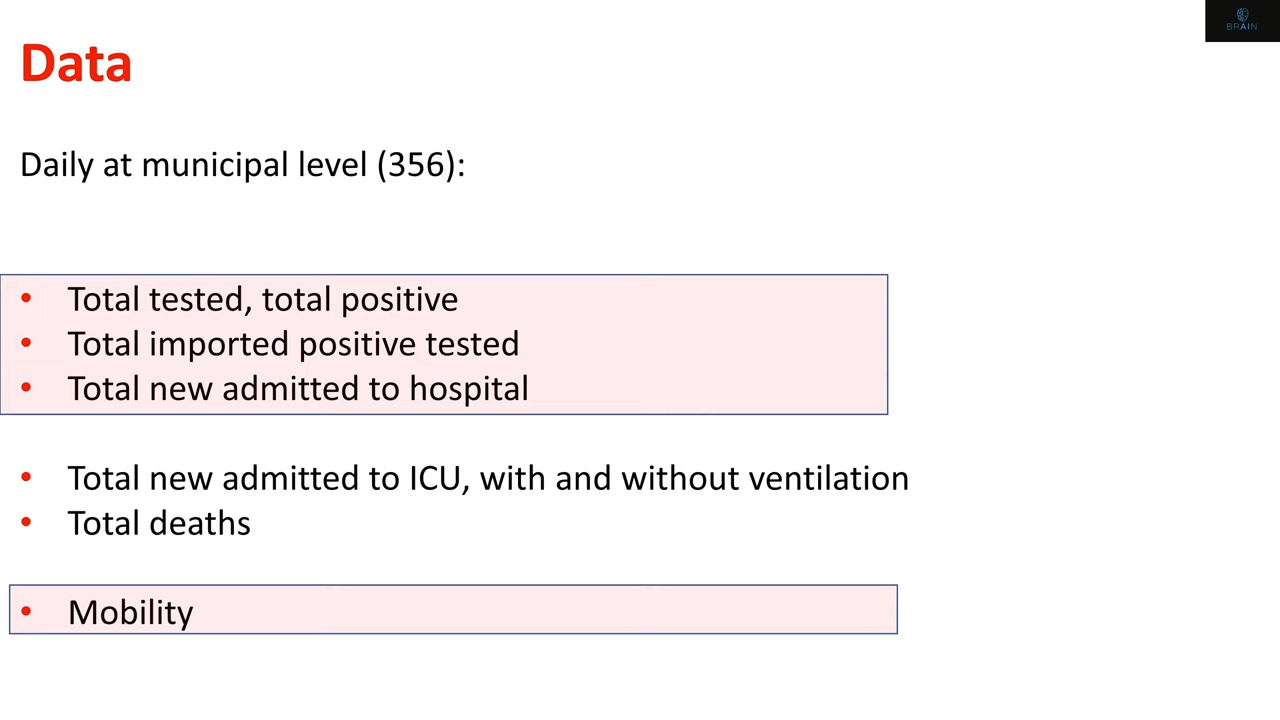 BRAIN
Data
Daily at municipal level (356):
• Total tested, total positive
• Total imported positive tested
• Total new admitted to hospital
• Total new admitted to ICU, with and without ventilation
• Total deaths
• Mobility